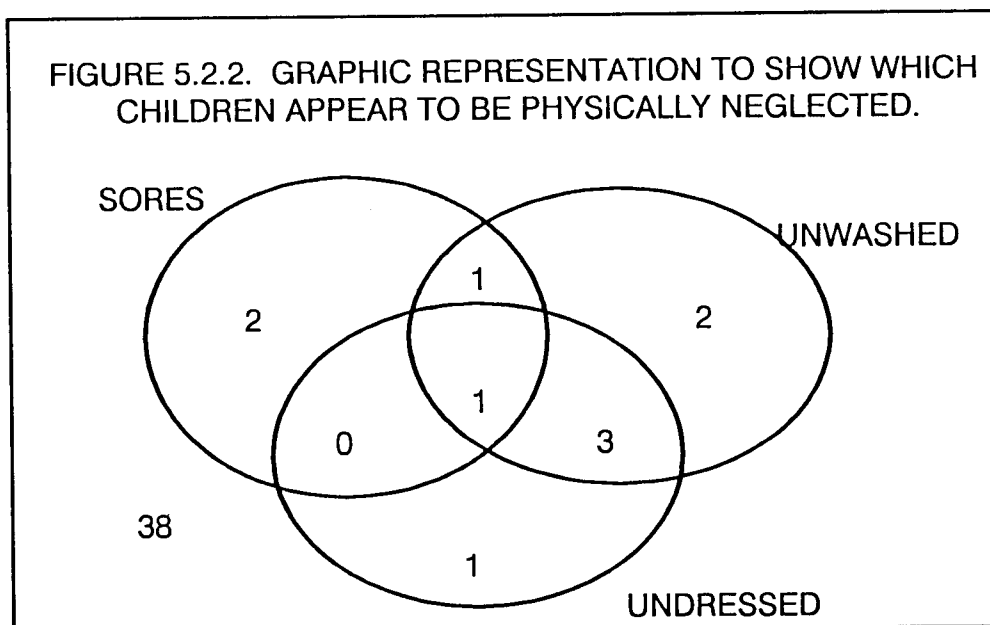 FIGURE 5.2.2. GRAPHIC REPRESENTATION TO SHOW WHICH
CHILDREN APPEAR TO BE PHYSICALLY NEGLECTED.
SORES
UNWASHED
1
2
2
1
0
3
38
1
UNDRESSED